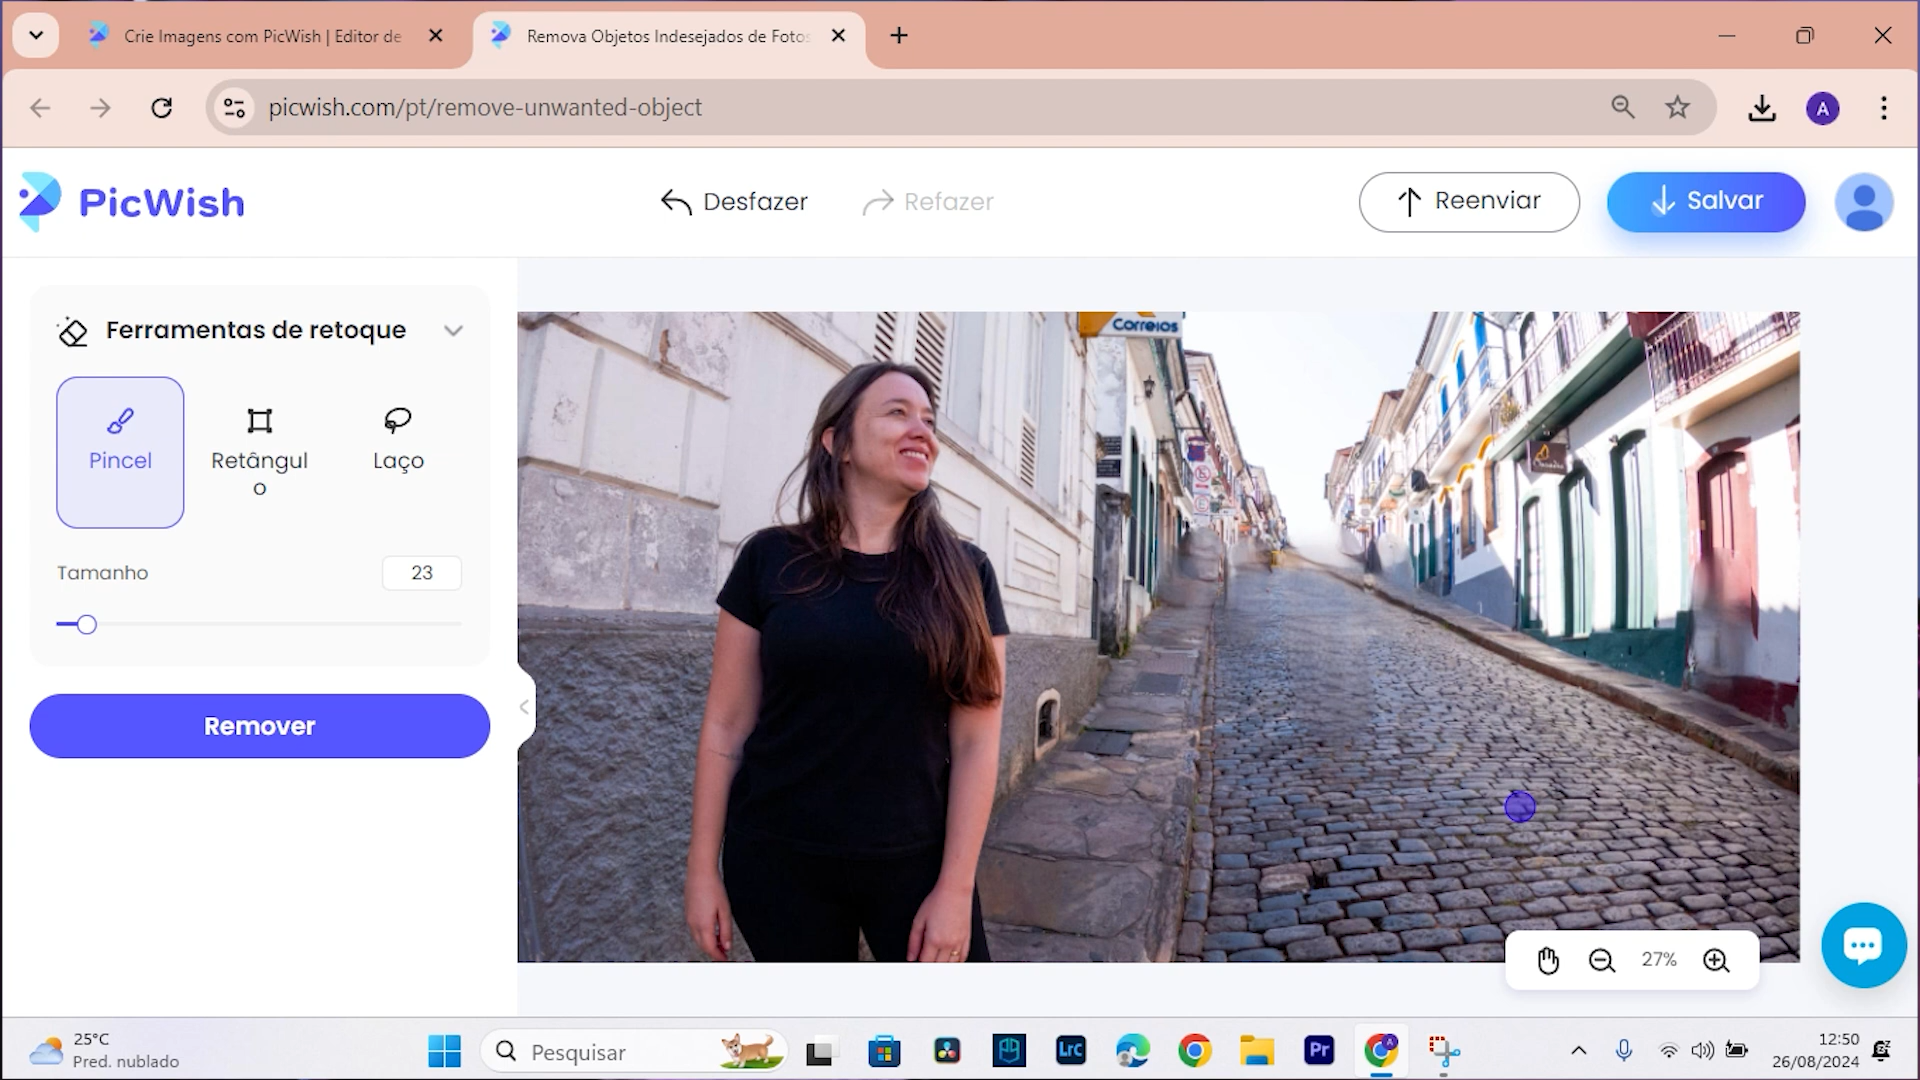 Crie Imagens com PicWish | Editor de
Remova Objetos Indesejados de Fotos
picwish.com/pt/remove-unwanted-object
A
PicWish
Desfazer
Refazer
Reenviar
Salvar
Ferramentas de retoque
Pincel
Retângul
o
Laço
Tamanho
23
Remover
Correios
27%
25°C
Pred. nublado
Pesquisar
LrC
Pr
A
12:50
26/08/2024